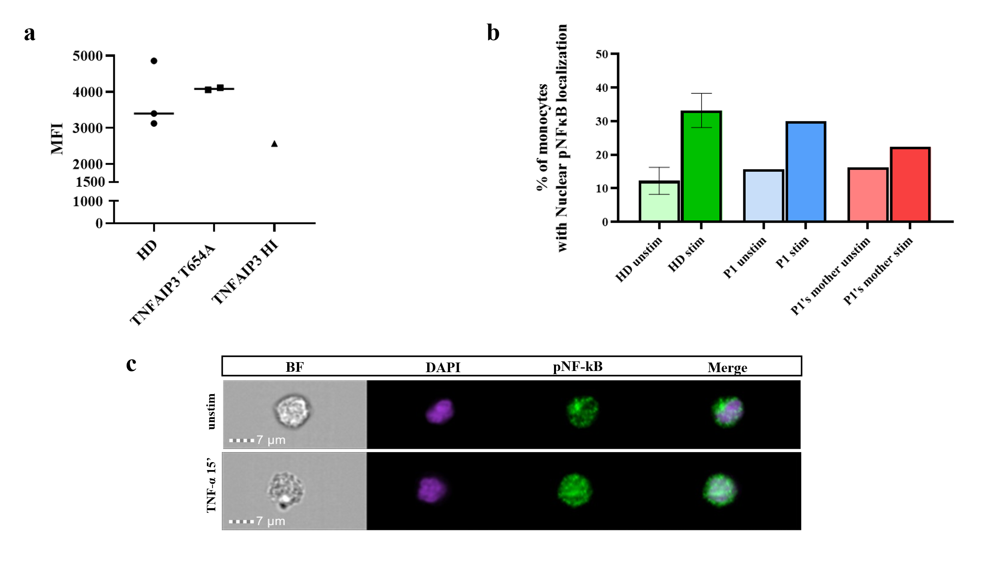 a
5000
4000
3000
2000
1500
1000
0
MFI
HD
TNFAIP3 T654A
TNFAIP3 HI
b
50
40
30
20
10
0
% of monocytes
with Nuclear pNFκB localization
HD unstim
HD stim
P1 unstim
P1 stim
P1's mother unstim
P1's mother stim
c
BF DAPI pNF-kB Merge
unstim
7 µm
TNF-α 15’
7 µm